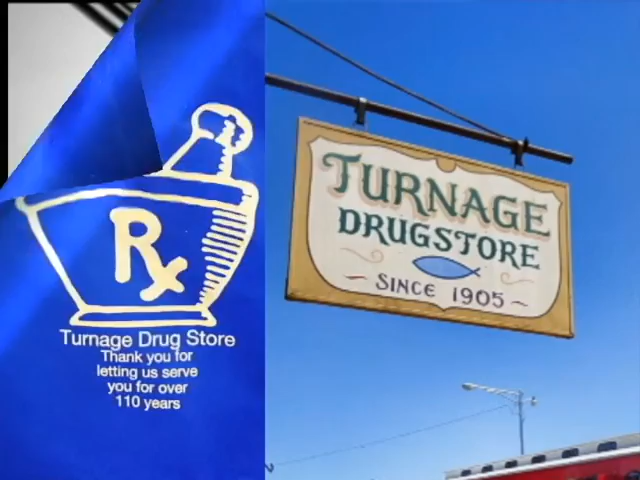 Rx
Turnage Drug Store
Thank you for
letting us serve
you for over
110 years
TURNAGE
DRUGSTORE
SINCE 1905